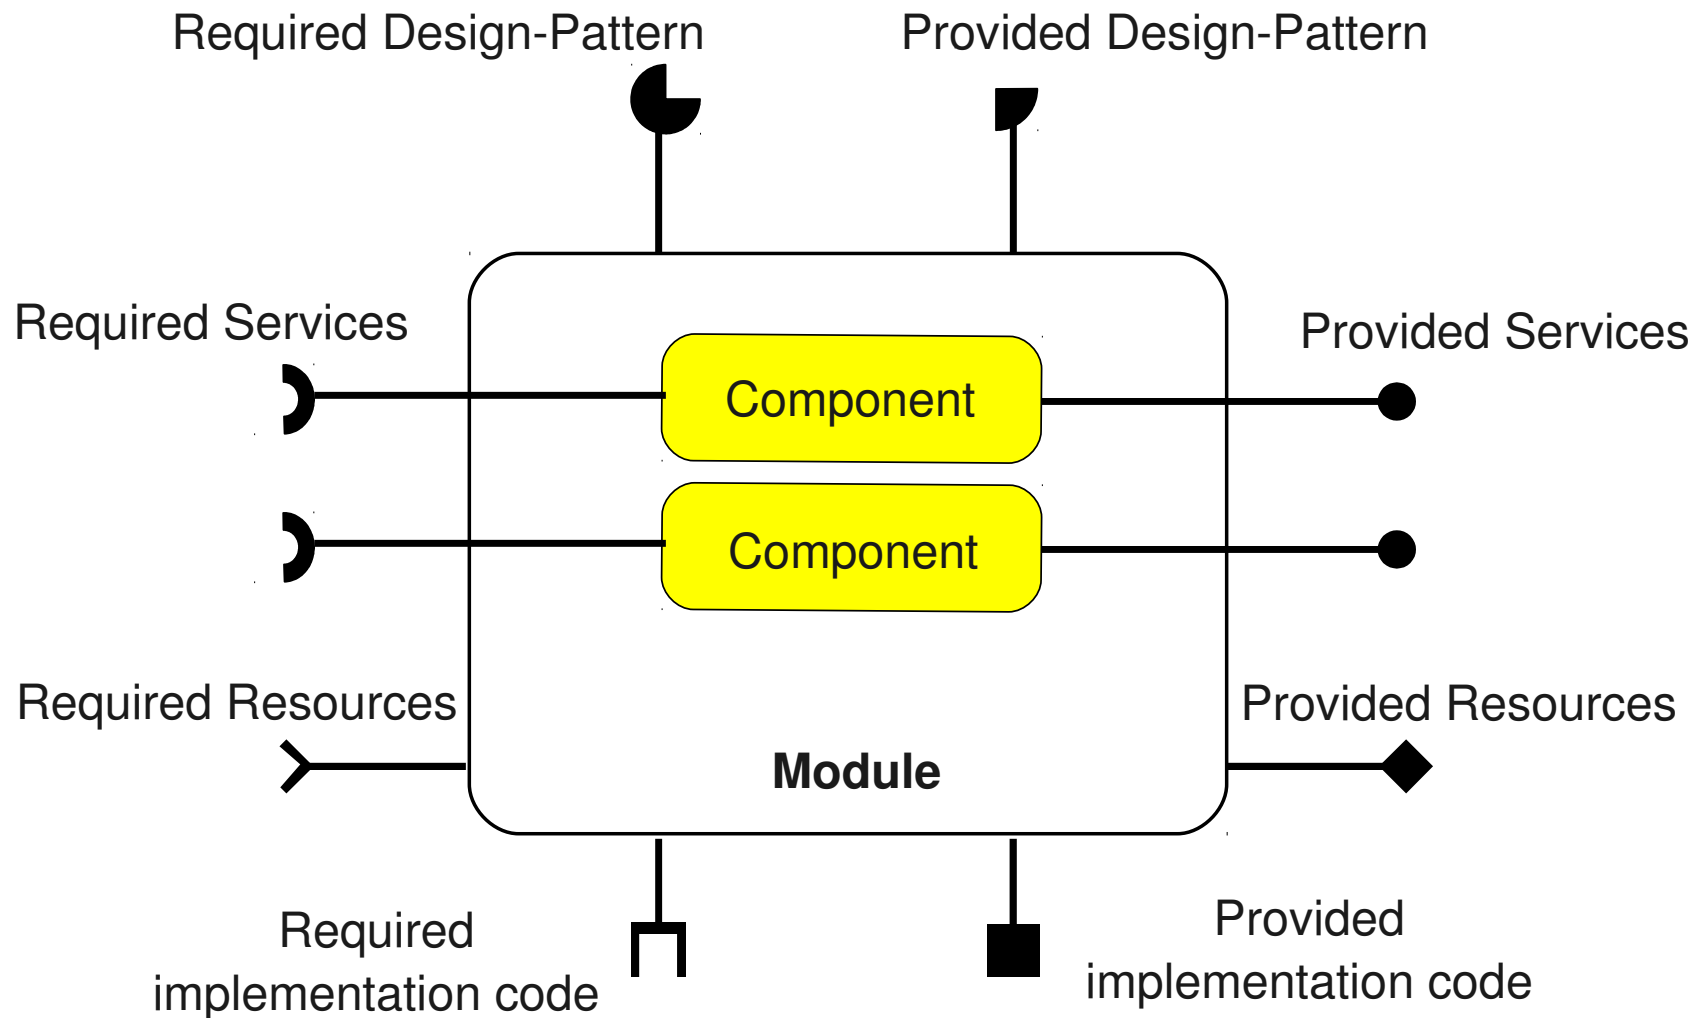 Required Design-Pattern
Provided Design-Pattern
Required Services
Provided Services
Component
Component
Required Resources
Provided Resources
Module
Required
implementation code
Provided
implementation code